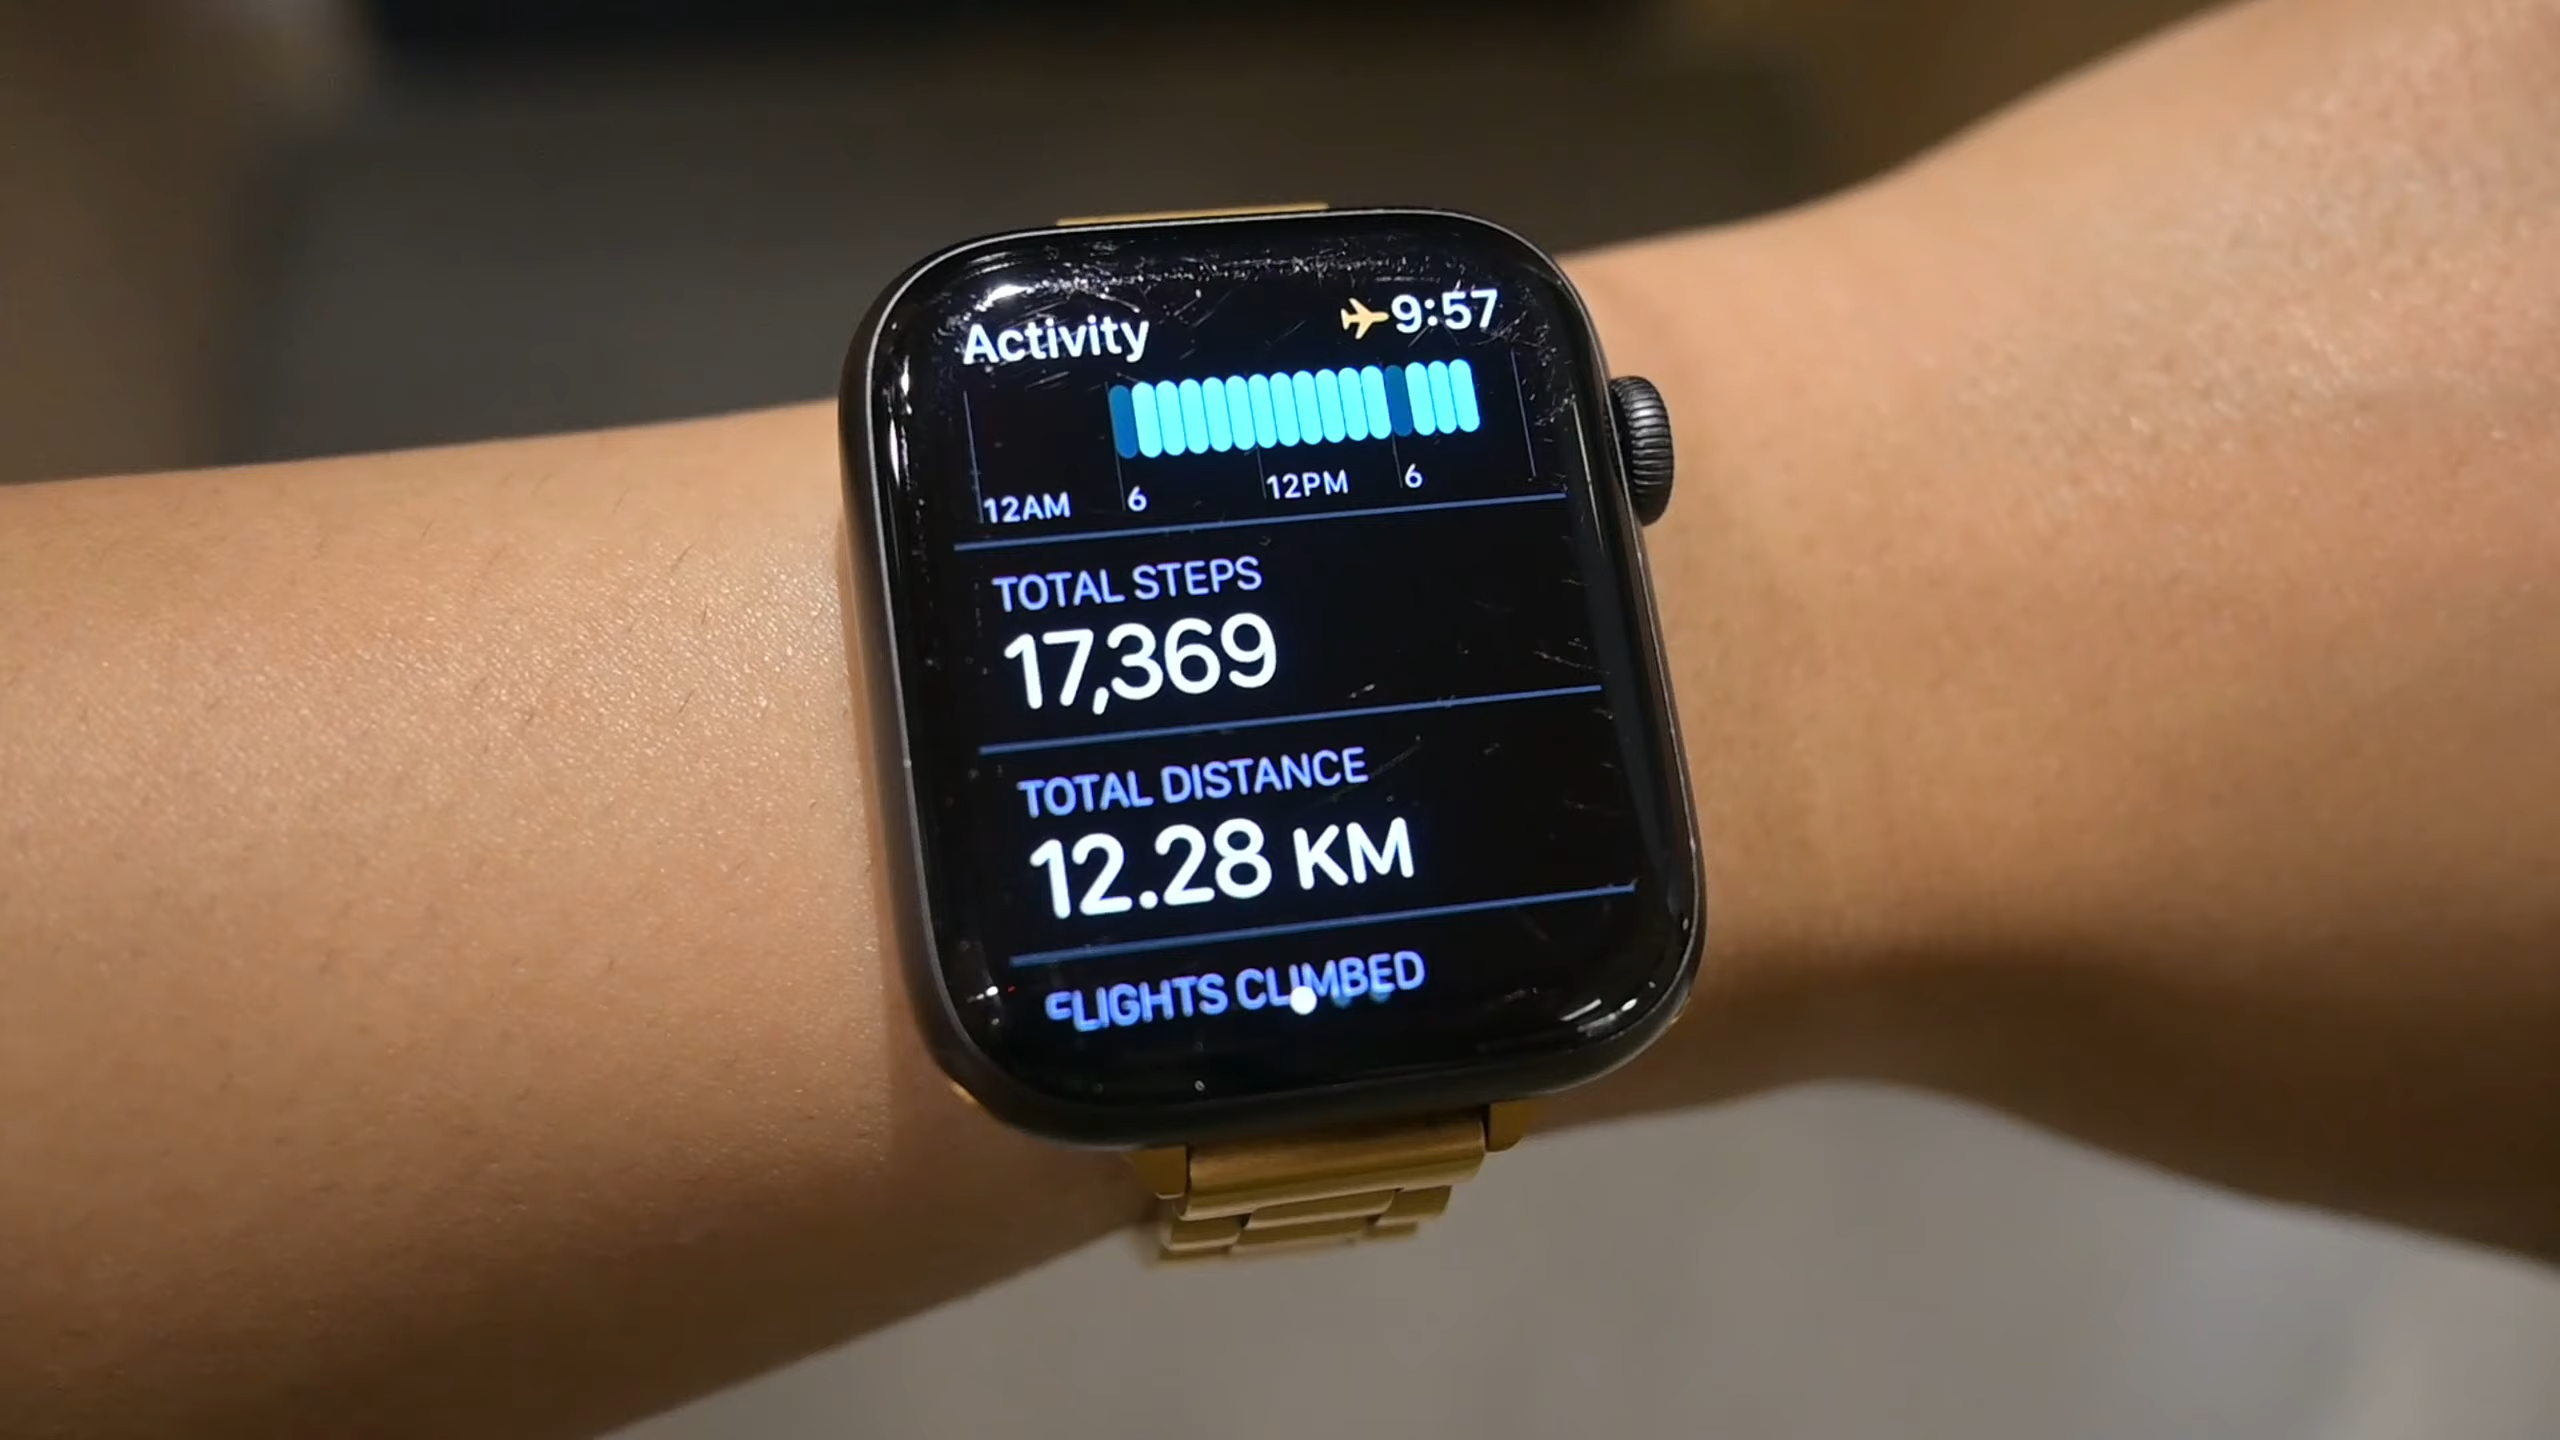 Activity 9:57
12AM 6 12PM 6
TOTAL STEPS
17,369
TOTAL DISTANCE
12.28 KM
FLIGHTS CLIMBED